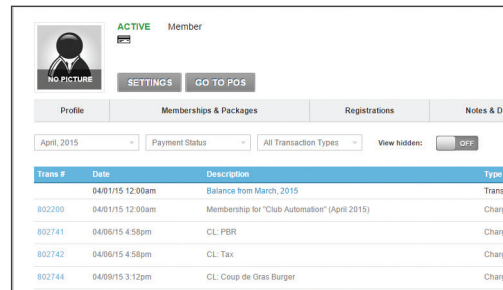 ACTIVE Member
NO PICTURE
SETTINGS GO TO POS
Profile Memberships & Packages Registrations Notes & D
April, 2015 Payment Status All Transaction Types View hidden: OFF
Trans # Date Description Type
04/01/15 12:00am Balance from March, 2015 Trans
802200 04/01/15 12:00am Membership for "Club Automation" (April 2015) Charg
802741 04/06/15 4:58pm CL: PBR Charg
802742 04/06/15 4:58pm CL: Tax Charg
802744 04/09/15 3:12pm CL: Coup de Gras Burger Charg